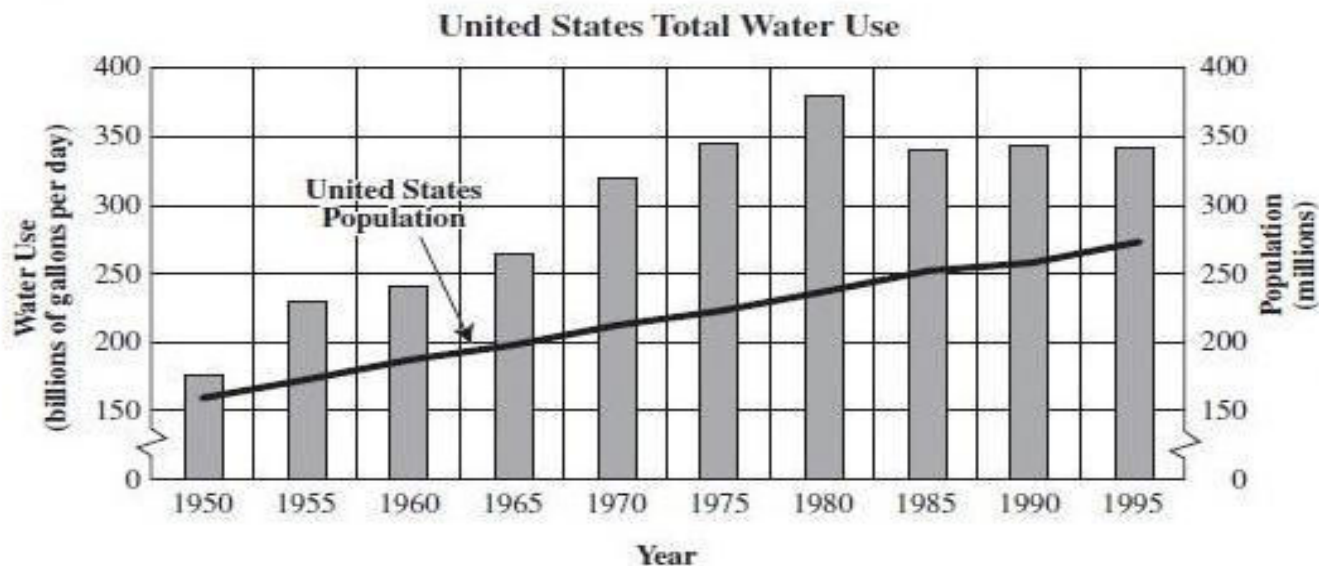 United States Total Water Use
Water Use
(billions of gallons per day)
400
350
300
250
200
150
0
United States
Population
400
350
300
250
200
150
0
Population
(millions)
1950 1955 1960 1965 1970 1975 1980 1985 1990 1995
Year